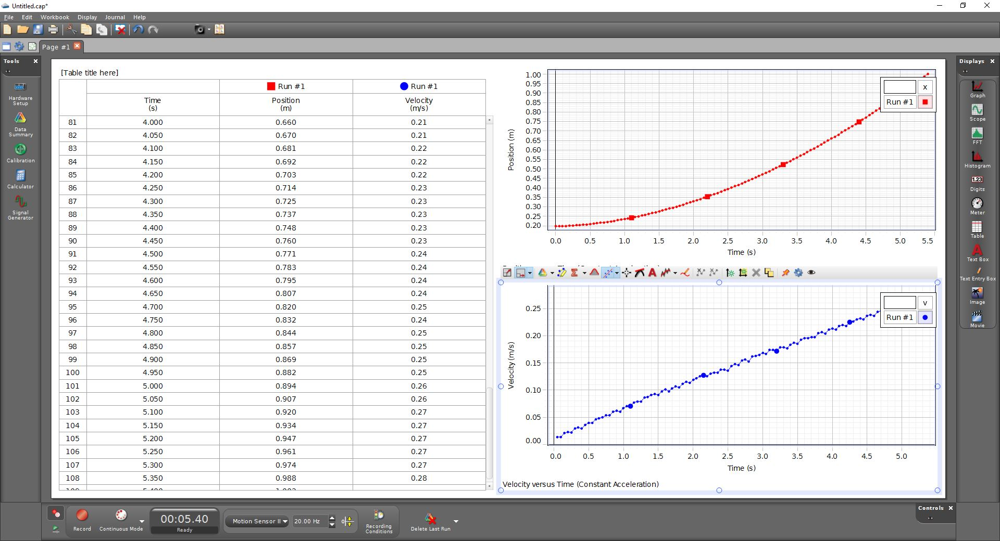 Untitled.cap*
File Edit Workbook Display Journal Help
Page #1
Tools
Hardware
Setup
Data
Summary
Calibration
Calculator
Signal
Generator
[Table title here]
Run #1 Run #1
Time Position Velocity
(s) (m) (m/s)
81 4.000 0.660 0.21
82 4.050 0.670 0.21
83 4.100 0.681 0.22
84 4.150 0.692 0.22
85 4.200 0.703 0.22
86 4.250 0.714 0.23
87 4.300 0.725 0.23
88 4.350 0.737 0.23
89 4.400 0.748 0.23
90 4.450 0.760 0.23
91 4.500 0.771 0.24
92 4.550 0.783 0.24
93 4.600 0.795 0.24
94 4.650 0.807 0.24
95 4.700 0.820 0.25
96 4.750 0.832 0.24
97 4.800 0.844 0.25
98 4.850 0.857 0.25
99 4.900 0.869 0.25
100 4.950 0.882 0.25
101 5.000 0.894 0.26
102 5.050 0.907 0.26
103 5.100 0.920 0.27
104 5.150 0.934 0.27
105 5.200 0.947 0.27
106 5.250 0.961 0.27
107 5.300 0.974 0.27
108 5.350 0.988 0.28
1.00
0.95
0.90
0.85
0.80
0.75
0.70
0.65
0.60
0.55
0.50
0.45
0.40
0.35
0.30
0.25
0.20
Position (m)
x
Run #1
0.0 0.5 1.0 1.5 2.0 2.5 3.0 3.5 4.0 4.5 5.0 5.5
Time (s)
0.25
0.20
0.15
0.10
0.05
0.00
Velocity (m/s)
v
Run #1
0.0 0.5 1.0 1.5 2.0 2.5 3.0 3.5 4.0 4.5 5.0
Time (s)
Velocity versus Time (Constant Acceleration)
Displays
Graph
Scope
FFT
Histogram
1.23
Digits
Meter
Table
Text Box
Text Entry Box
Image
Movie
Record
Continuous Mode
00:05.40
Ready
Motion Sensor II
20.00 Hz
Recording
Conditions
Delete Last Run
Controls